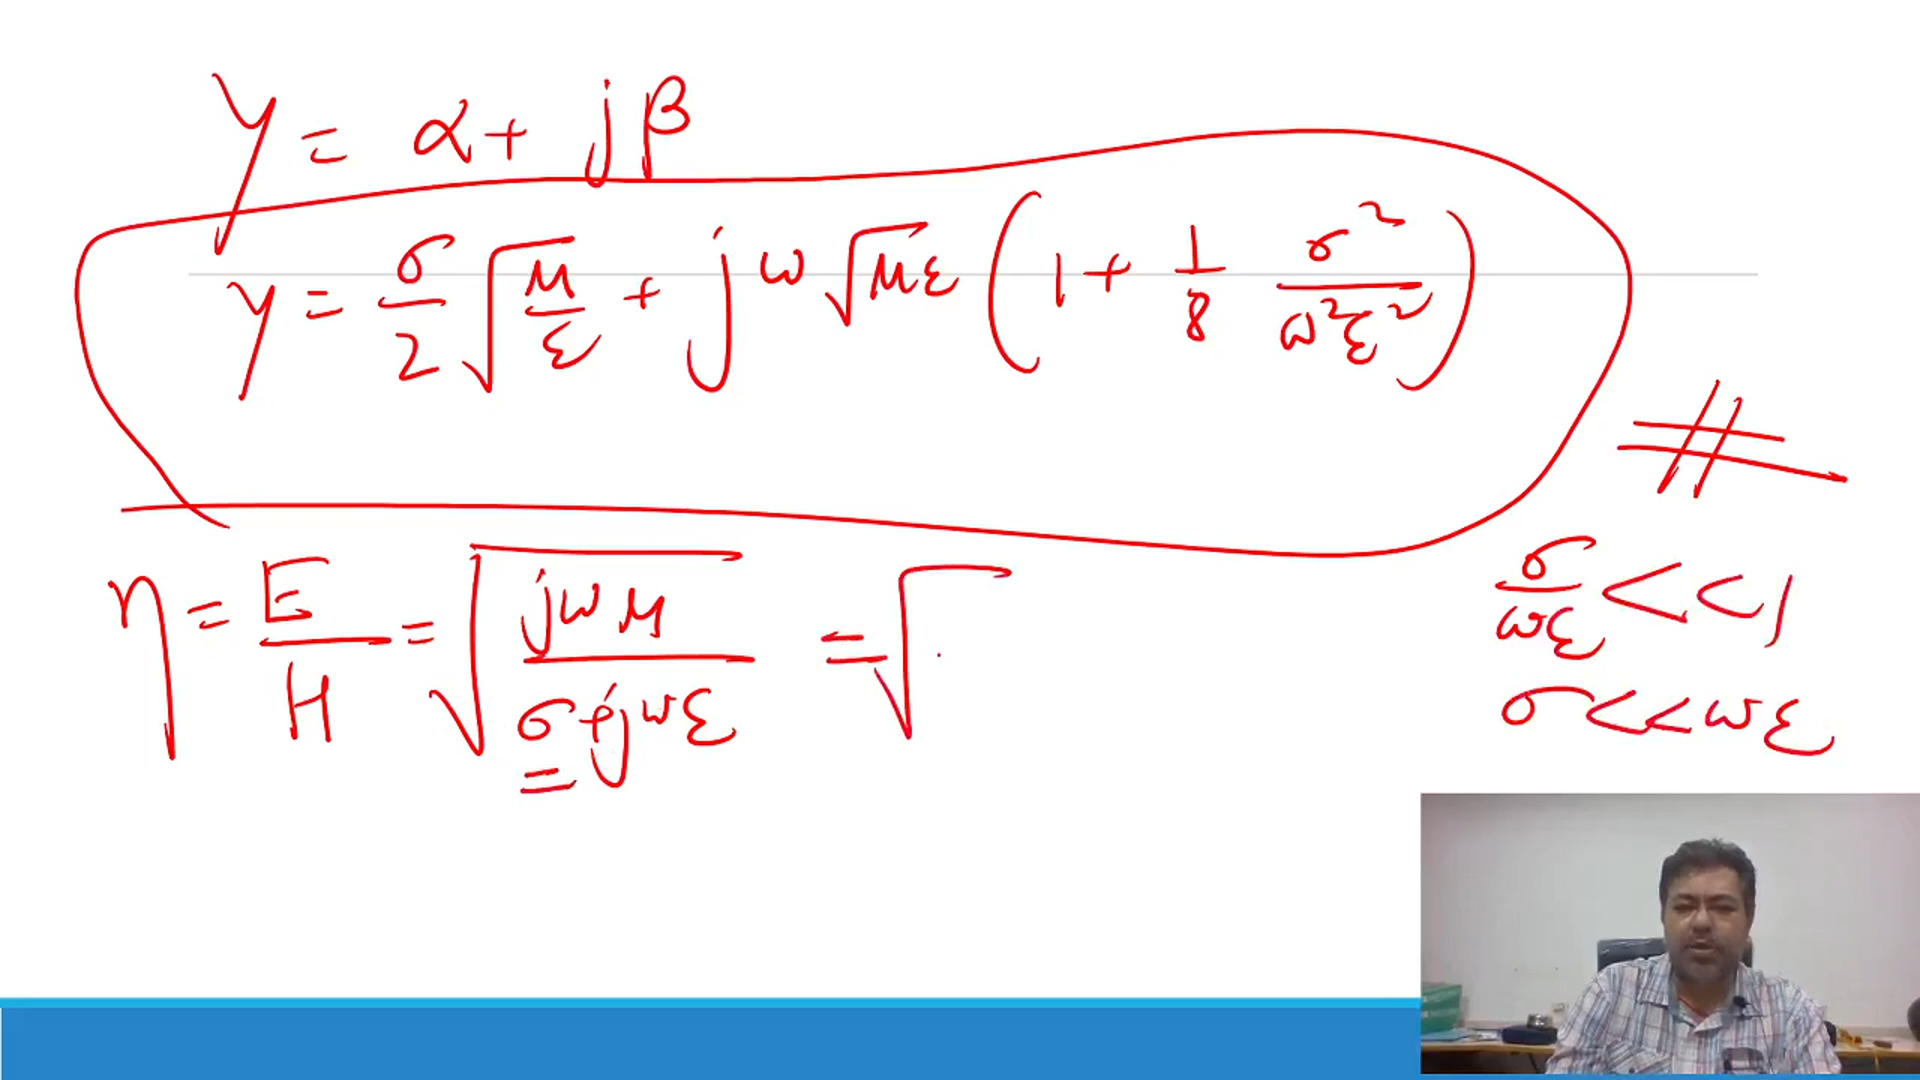 γ = α + jβ
γ = σ/2 √(μ/ε) + jω √με (1 + 1/8 σ²/ω²ε²)
η = E/H = √(jωμ/(σ+jωε)) = √
σ/ωε << 1
σ << ωε